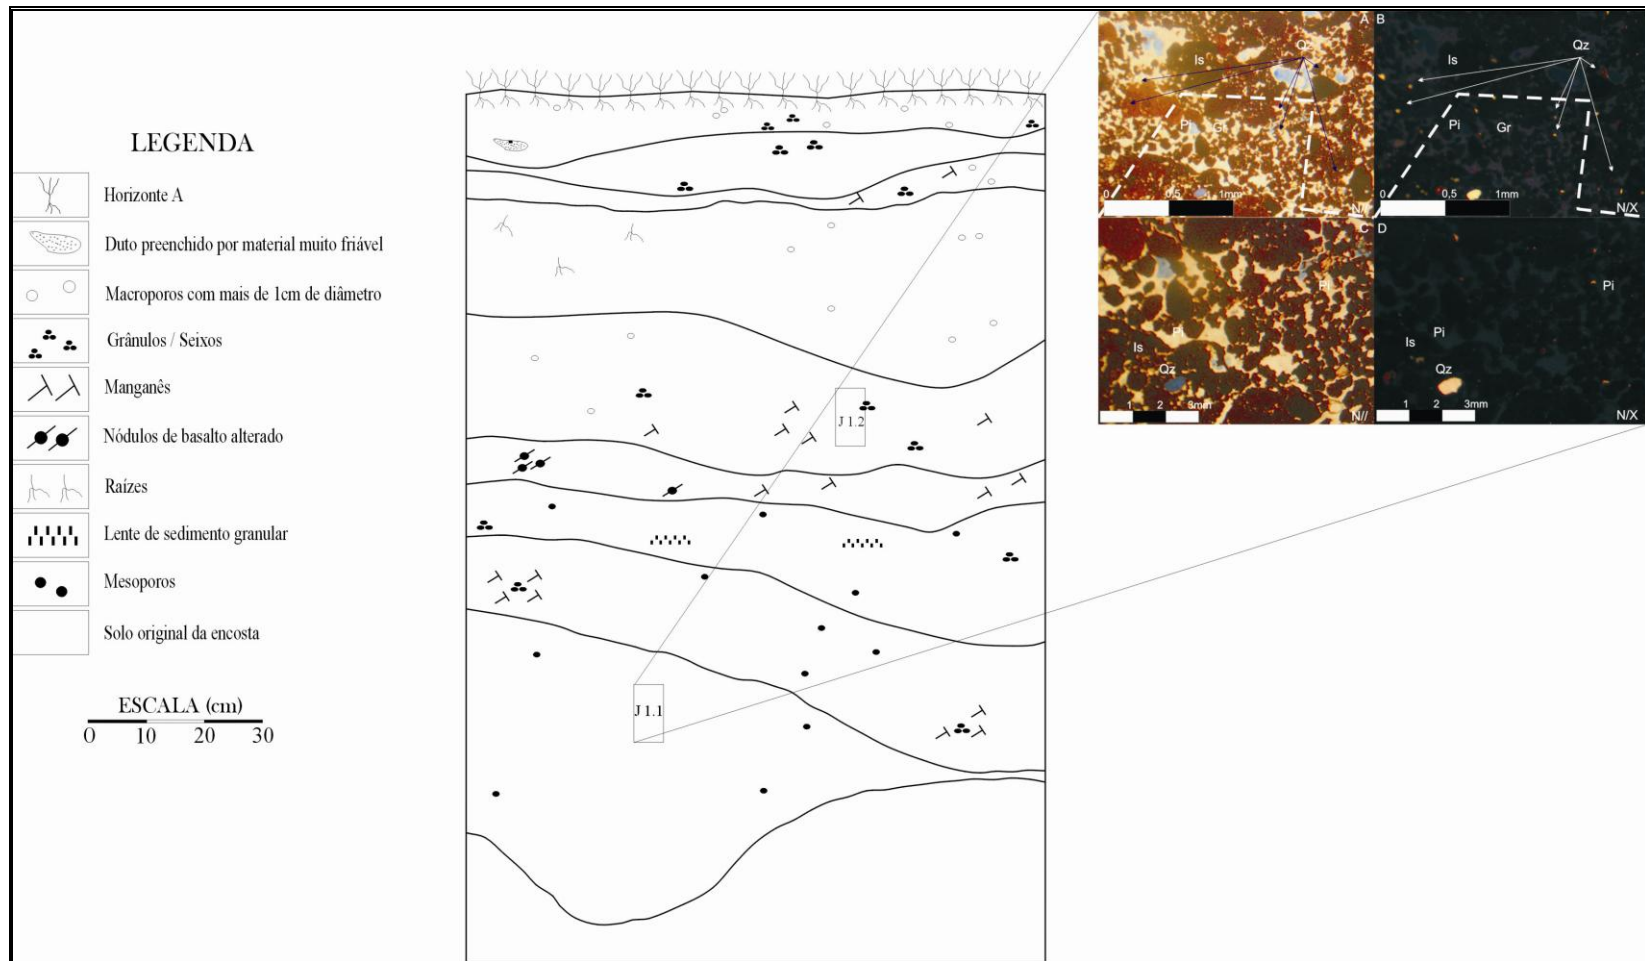 LEGENDA
Horizonte A
Duto preenchido por material muito friável
Macroporos com mais de 1cm de diâmetro
Grânulos / Seixos
Manganês
Nódulos de basalto alterado
Raízes
Lente de sedimento granular
Mesoporos
Solo original da encosta
ESCALA (cm)
0 10 20 30
J 1.2
J 1.1
A
Qz
Is
Pi
Gr
0 0,5 1mm
N//
B
Qz
Is
Pi
Gr
0 0,5 1mm
N/X
C
Pi
Pi
Is
Qz
1 2 3mm
N//
D
Pi
Is
Pi
Qz
1 2 3mm
N/X